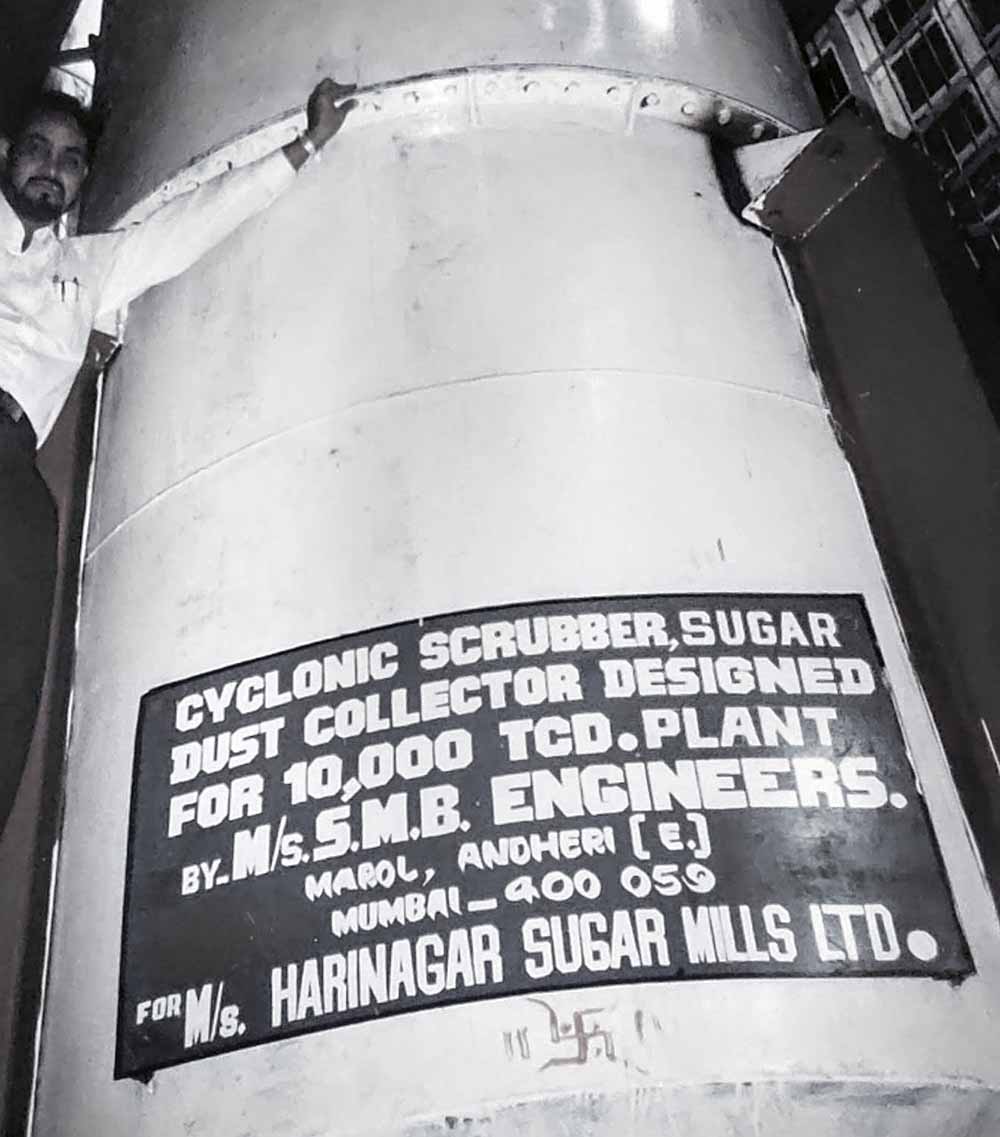 CYCLONIC SCRUBBER, SUGAR
DUST COLLECTOR DESIGNED
FOR 10,000 TCD. PLANT
BY- M/s. S.M.B. ENGINEERS.
MAROL, ANDHERI [E.]
MUMBAI - 400 059
FOR M/s. HARINAGAR SUGAR MILLS LTD.